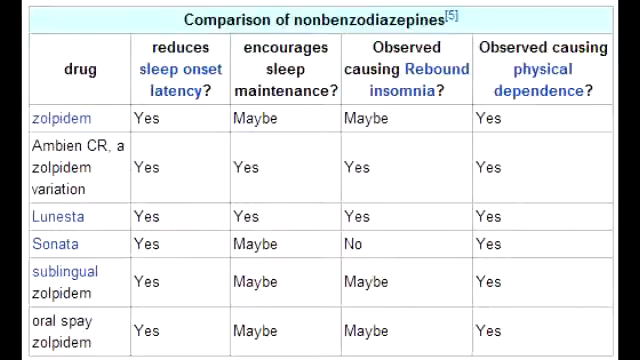 Comparison of nonbenzodiazepines[5]
drug
reduces
sleep onset
latency?
encourages
sleep
maintenance?
Observed
causing Rebound
insomnia?
Observed causing
physical
dependence?
zolpidem Yes Maybe Maybe Yes
Ambien CR, a
zolpidem
variation
Yes Yes Yes Yes
Lunesta Yes Yes Yes Yes
Sonata Yes Maybe No Yes
sublingual
zolpidem
Yes Maybe Maybe Yes
oral spay
zolpidem
Yes Maybe Maybe Yes